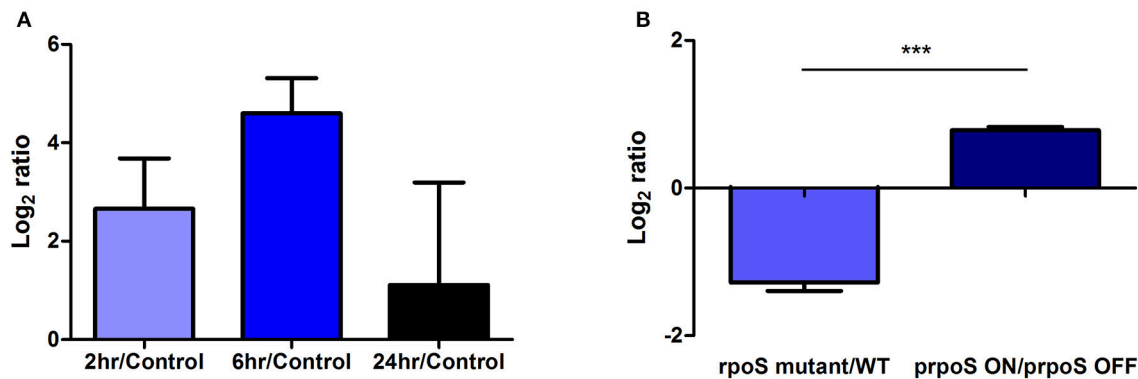 A
Log2 ratio
6
4
2
0
2hr/Control 6hr/Control 24hr/Control
B
Log2 ratio
2
0
-2
***
rpoS mutant/WT prpoS ON/prpoS OFF